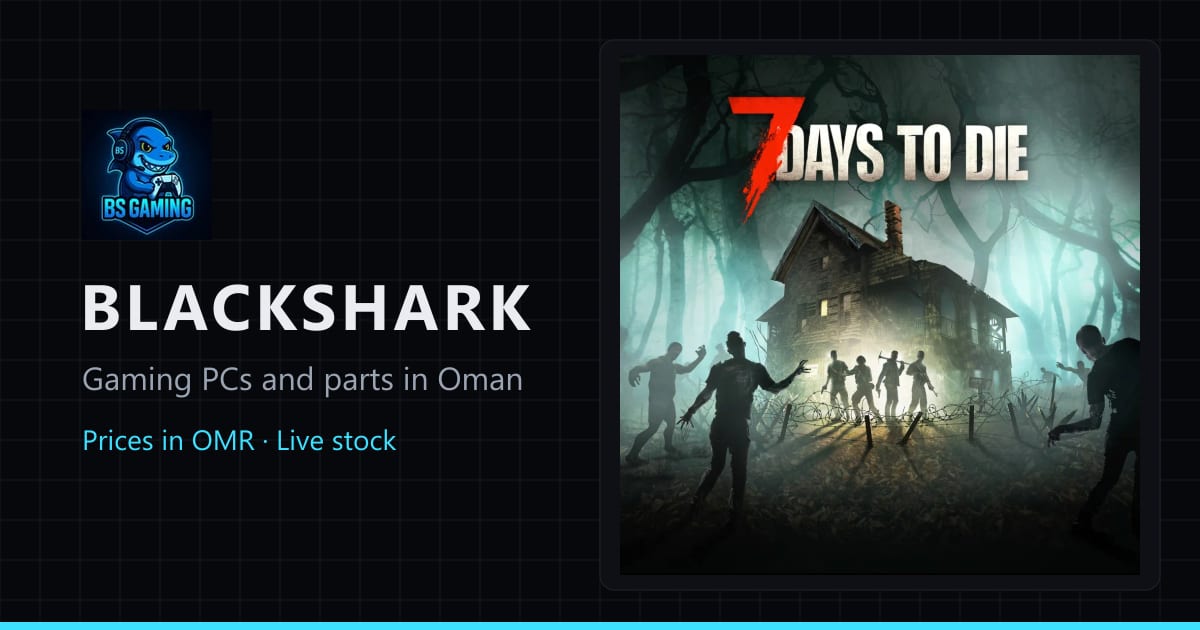 BS
BS GAMING
BLACKSHARK
Gaming PCs and parts in Oman
Prices in OMR · Live stock
7 DAYS TO DIE